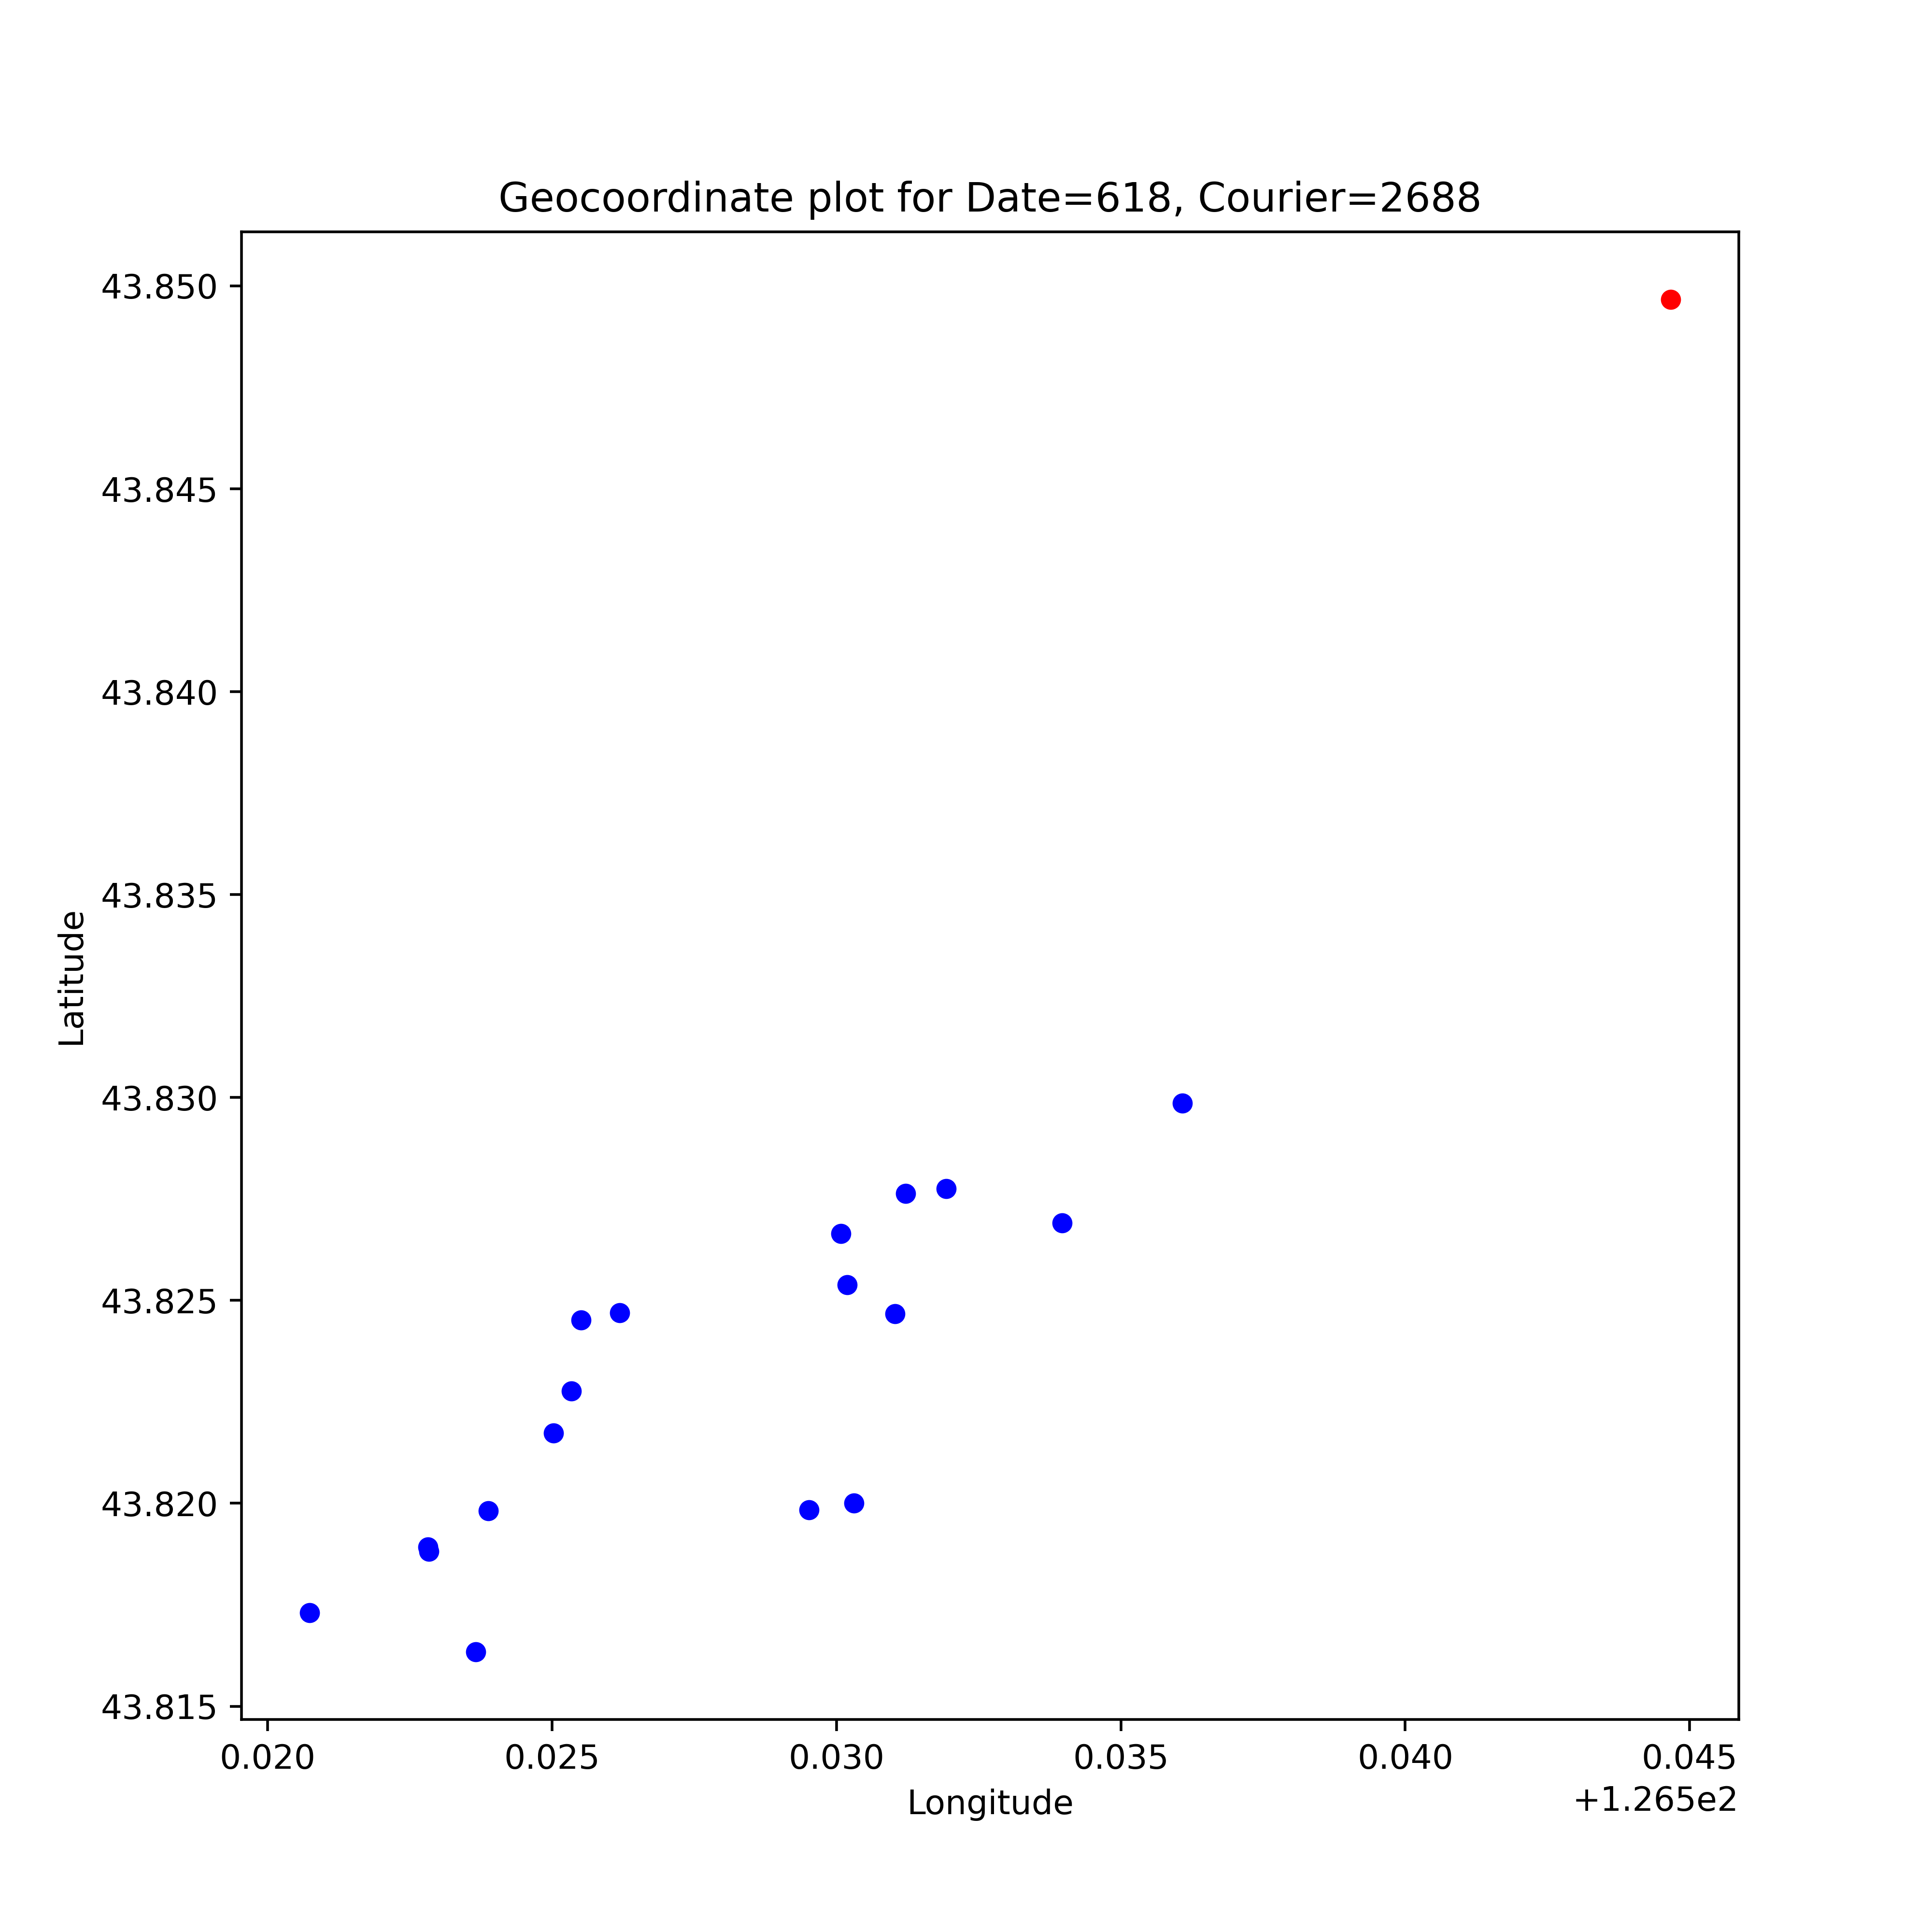 Geocoordinate plot for Date=618, Courier=2688
43.850
43.845
43.840
43.835
43.830
43.825
43.820
43.815
Latitude
0.020 0.025 0.030 0.035 0.040 0.045
+1.265e2
Longitude